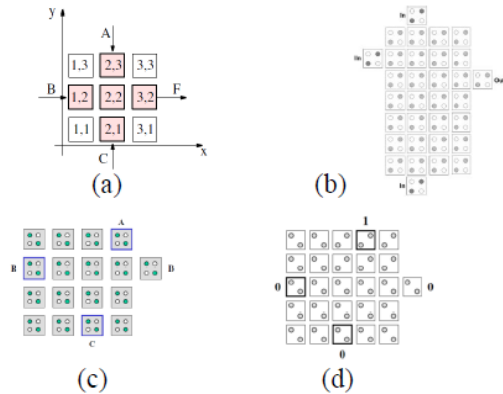 y
A
1,3 2,3 3,3
B 1,2 2,2 3,2 F
1,1 2,1 3,1
C x
(a)
In
In
Out
In
(b)
A
B D
C
(c)
1
0 0
0
(d)